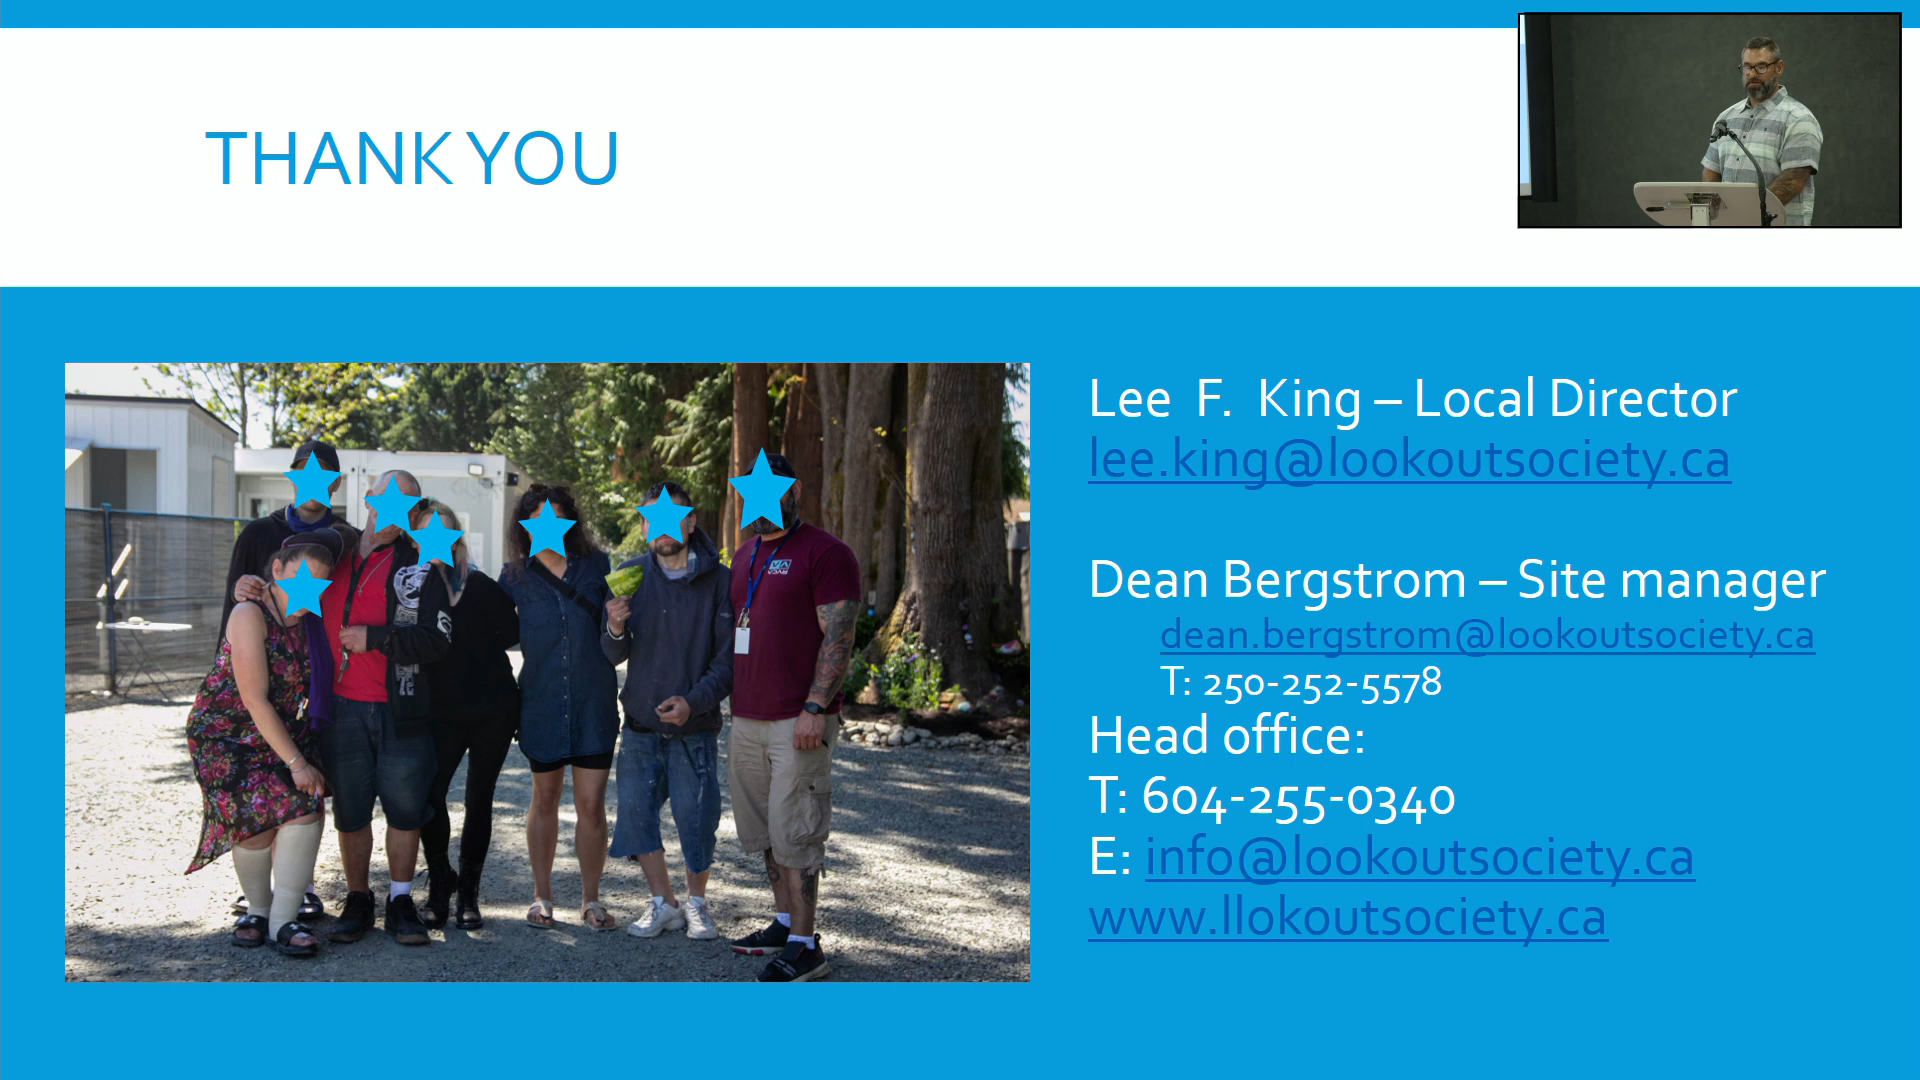 THANK YOU
Lee F. King – Local Director
lee.king@lookoutsociety.ca
Dean Bergstrom – Site manager
dean.bergstrom@lookoutsociety.ca
T: 250-252-5578
Head office:
T: 604-255-0340
E: info@lookoutsociety.ca
www.llokoutsociety.ca
RVCA